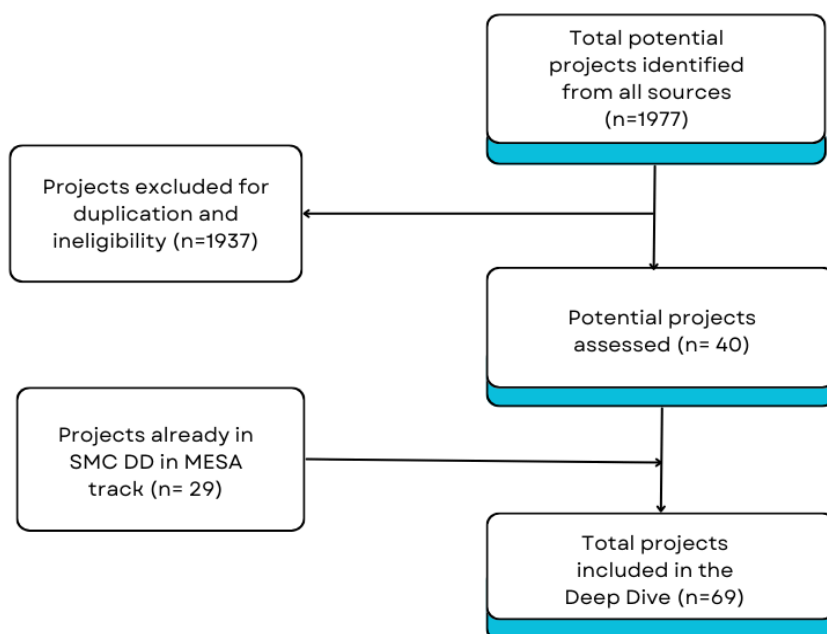 Total potential
projects identified
from all sources
(n=1977)
Projects excluded for
duplication and
ineligibility (n=1937)
Potential projects
assessed (n= 40)
Projects already in
SMC DD in MESA
track (n= 29)
Total projects
included in the
Deep Dive (n=69)